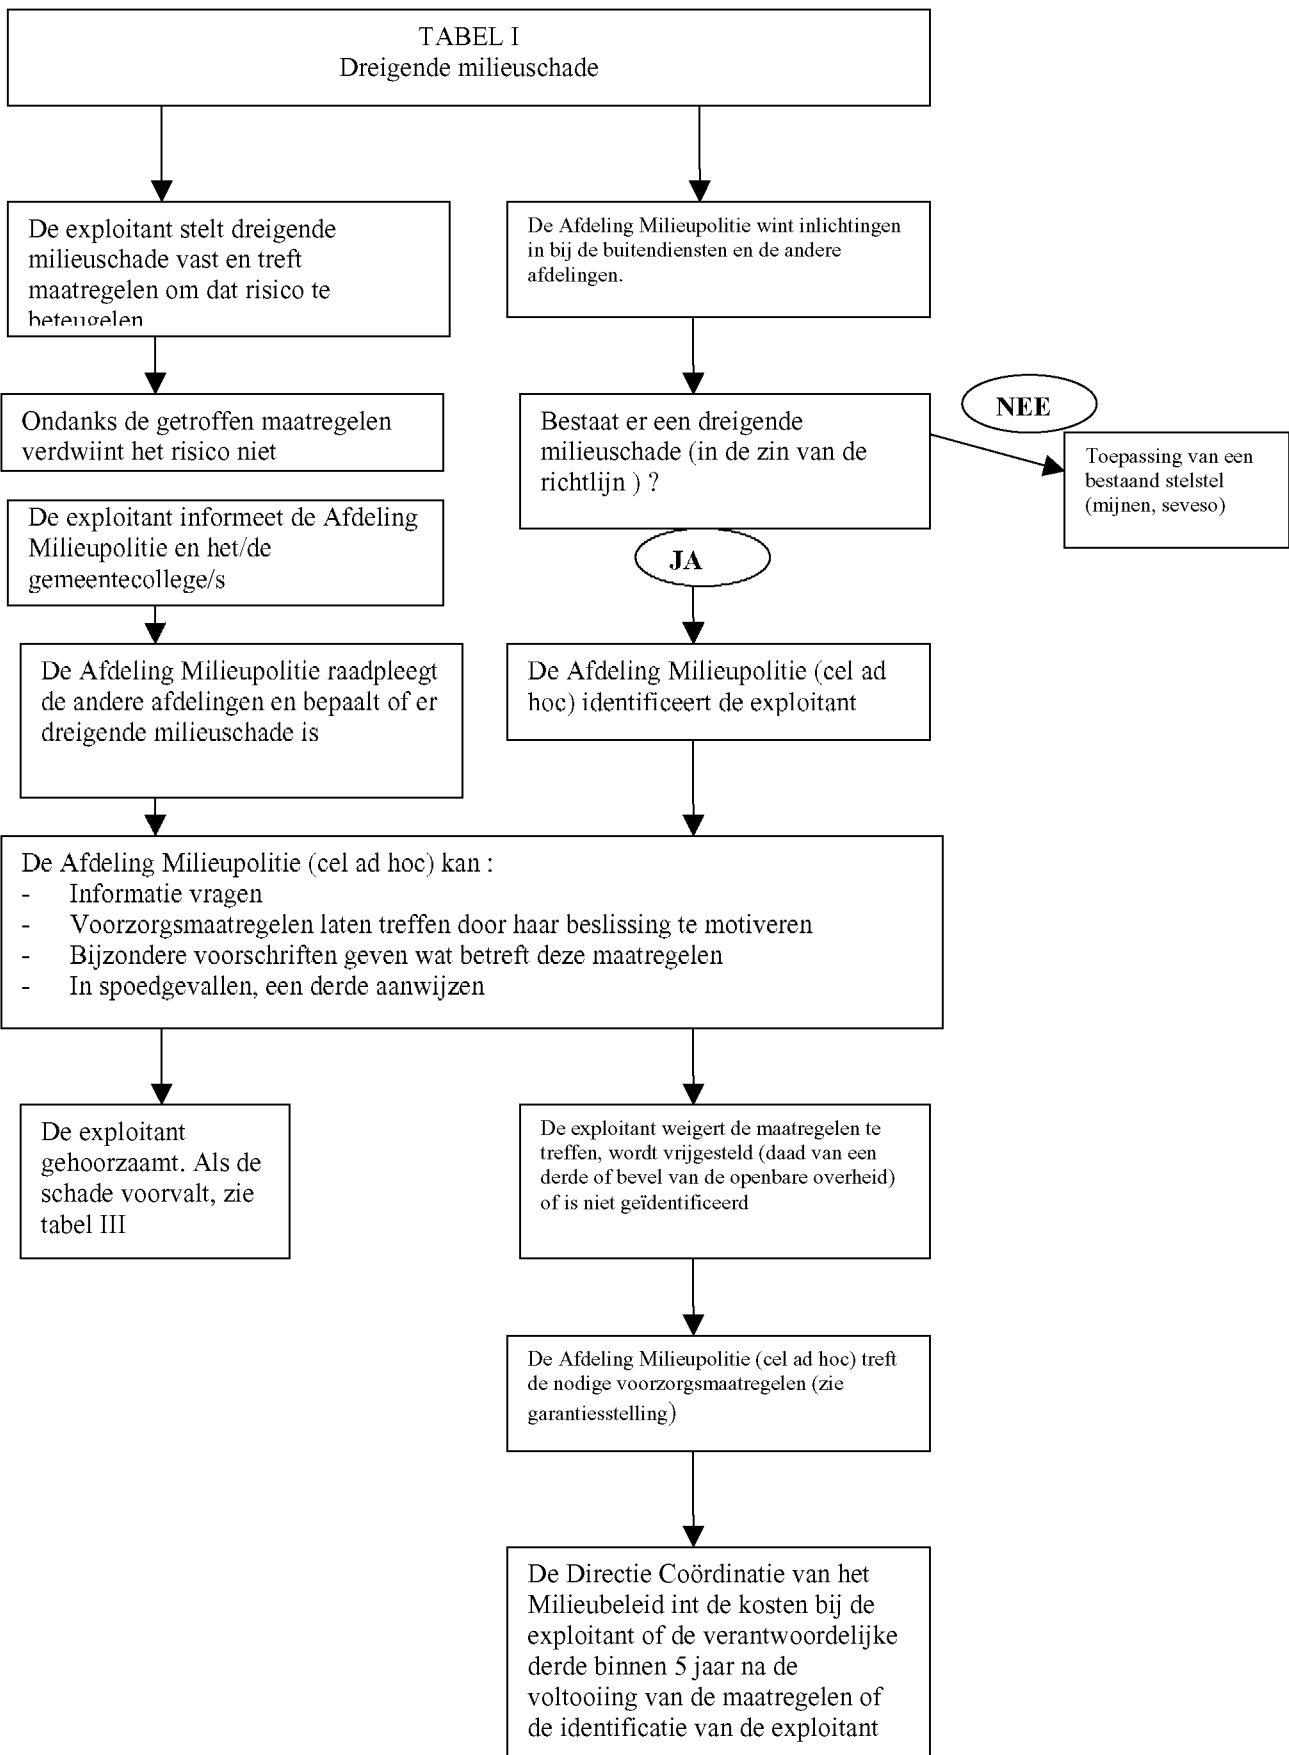 TABEL I
Dreigende milieuschade
De exploitant stelt dreigende
milieuschade vast en treft
maatregelen om dat risico te
beteugelen
De Afdeling Milieupolitie wint inlichtingen
in bij de buitendiensten en de andere
afdelingen.
Ondanks de getroffen maatregelen
verdwijnt het risico niet
Bestaat er een dreigende
milieuschade (in de zin van de
richtlijn ) ?
NEE
Toepassing van een
bestaand stelstel
(mijnen, seveso)
De exploitant informeet de Afdeling
Milieupolitie en het/de
gemeentecollege/s
JA
De Afdeling Milieupolitie raadpleegt
de andere afdelingen en bepaalt of er
dreigende milieuschade is
De Afdeling Milieupolitie (cel ad
hoc) identificeert de exploitant
De Afdeling Milieupolitie (cel ad hoc) kan :
- Informatie vragen
- Voorzorgsmaatregelen laten treffen door haar beslissing te motiveren
- Bijzondere voorschriften geven wat betreft deze maatregelen
- In spoedgevallen, een derde aanwijzen
De exploitant
gehoorzaamt. Als de
schade voorvalt, zie
tabel III
De exploitant weigert de maatregelen te
treffen, wordt vrijgesteld (daad van een
derde of bevel van de openbare overheid)
of is niet geïdentificeerd
De Afdeling Milieupolitie (cel ad hoc) treft
de nodige voorzorgsmaatregelen (zie
garantiesstelling)
De Directie Coördinatie van het
Milieubeleid int de kosten bij de
exploitant of de verantwoordelijke
derde binnen 5 jaar na de
voltooiing van de maatregelen of
de identificatie van de exploitant